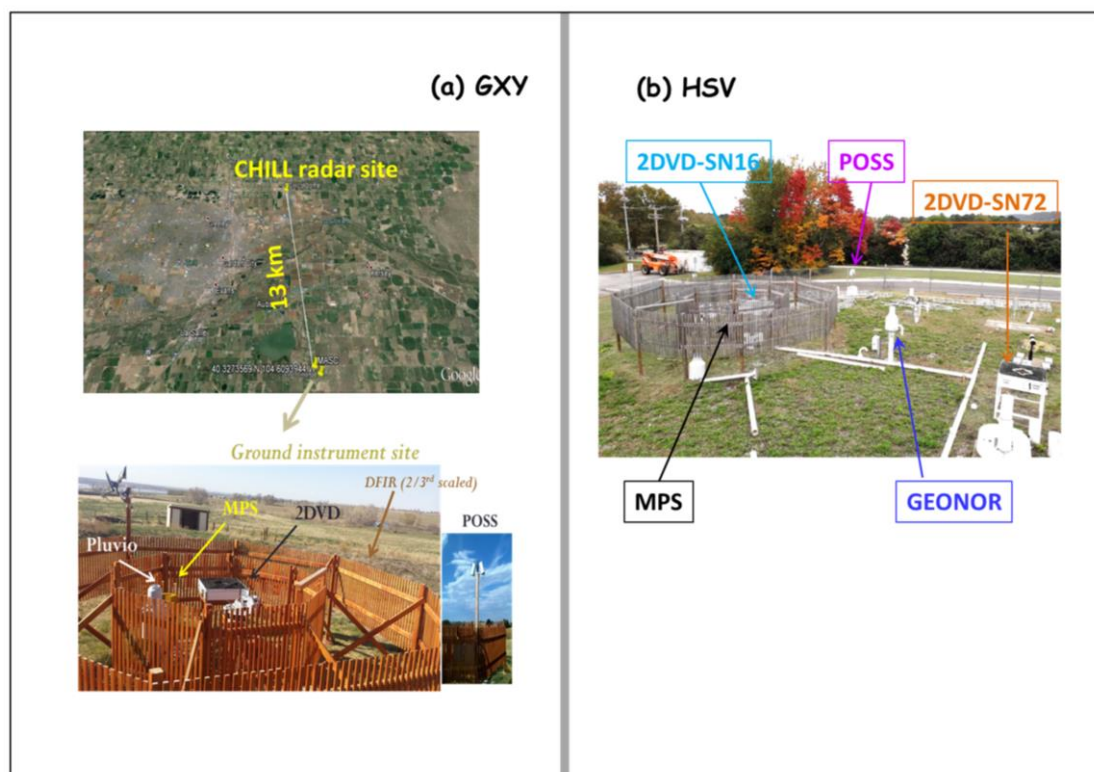 (a) GXY
CHILL radar site
13 km
MASC
40.3273569 N 104.6093944
Google
Ground instrument site
DFIR (2/3rd scaled)
MPS
2DVD
Pluvio
POSS
(b) HSV
2DVD-SN16
POSS
2DVD-SN72
MPS
GEONOR